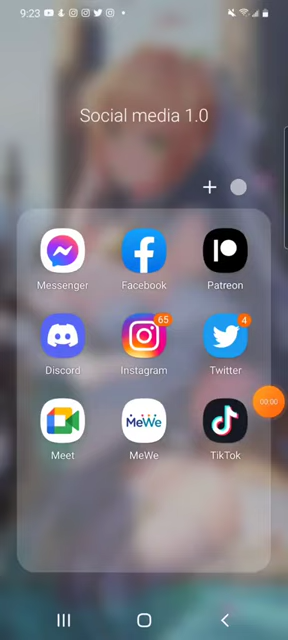 9:23
Social media 1.0
Messenger
Facebook
Patreon
Discord
65
Instagram
4
Twitter
00:00
Meet
MeWe
MeWe
TikTok